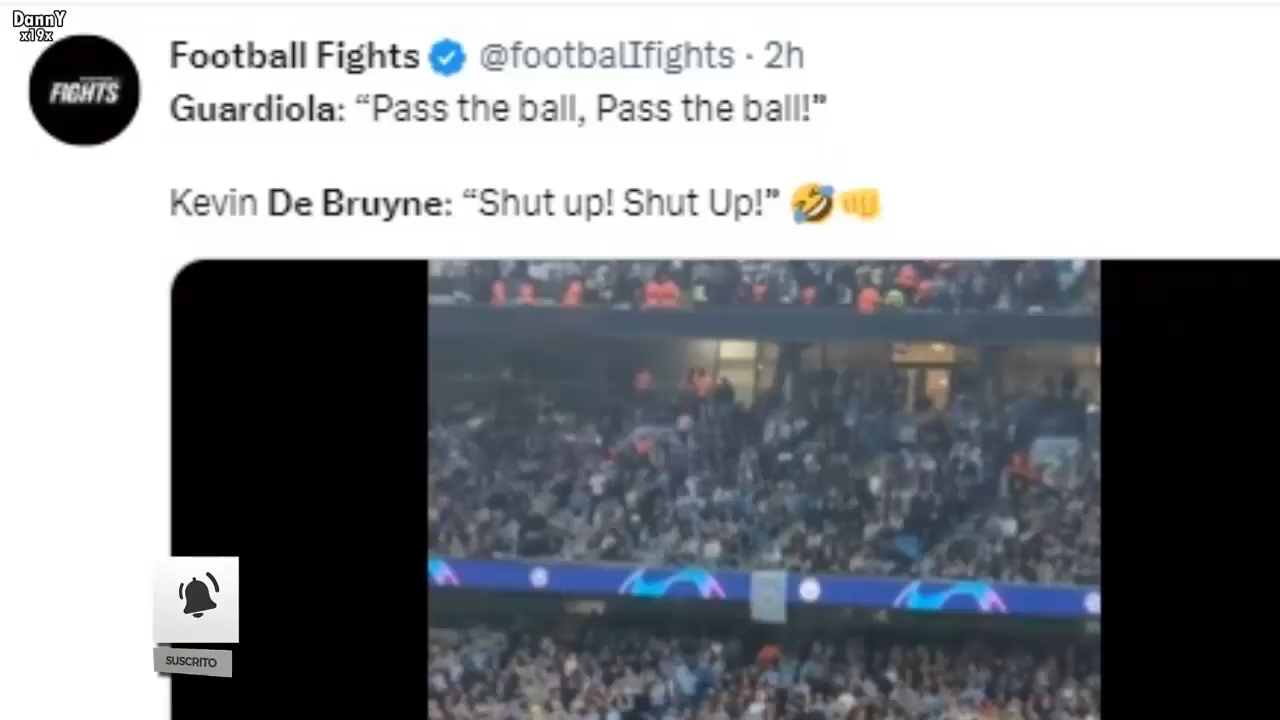 DannY
x19x
Football Fights @footbalIfights · 2h
FIGHTS
Guardiola: “Pass the ball, Pass the ball!”
Kevin De Bruyne: “Shut up! Shut Up!” 🤣👊
SUSCRITO